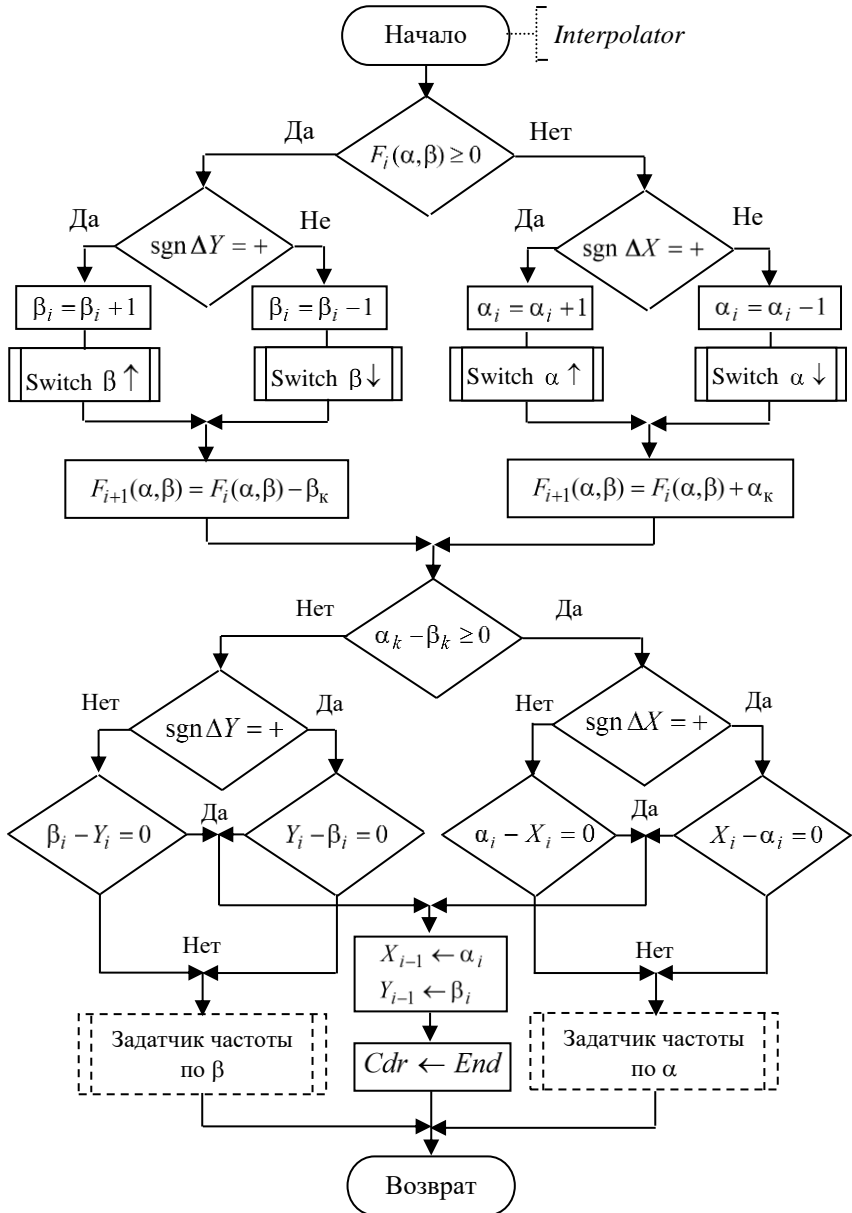 Начало
Interpolator
Да
Нет
F_i(α,β) ≥ 0
Да
Не
Да
Не
sgn ΔY = +
sgn ΔX = +
β_i = β_i +1
β_i = β_i −1
α_i = α_i +1
α_i = α_i −1
Switch β ↑
Switch β ↓
Switch α ↑
Switch α ↓
F_{i+1}(α,β) = F_i(α,β) − β_к
F_{i+1}(α,β) = F_i(α,β) + α_к
Нет
Да
α_k − β_k ≥ 0
Нет
Да
Нет
Да
sgn ΔY = +
sgn ΔX = +
Да
Да
β_i − Y_i = 0
Y_i − β_i = 0
α_i − X_i = 0
X_i − α_i = 0
Нет
Нет
X_{i−1} ← α_i
Y_{i−1} ← β_i
Задатчик частоты
по β
Задатчик частоты
по α
Cdr ← End
Возврат